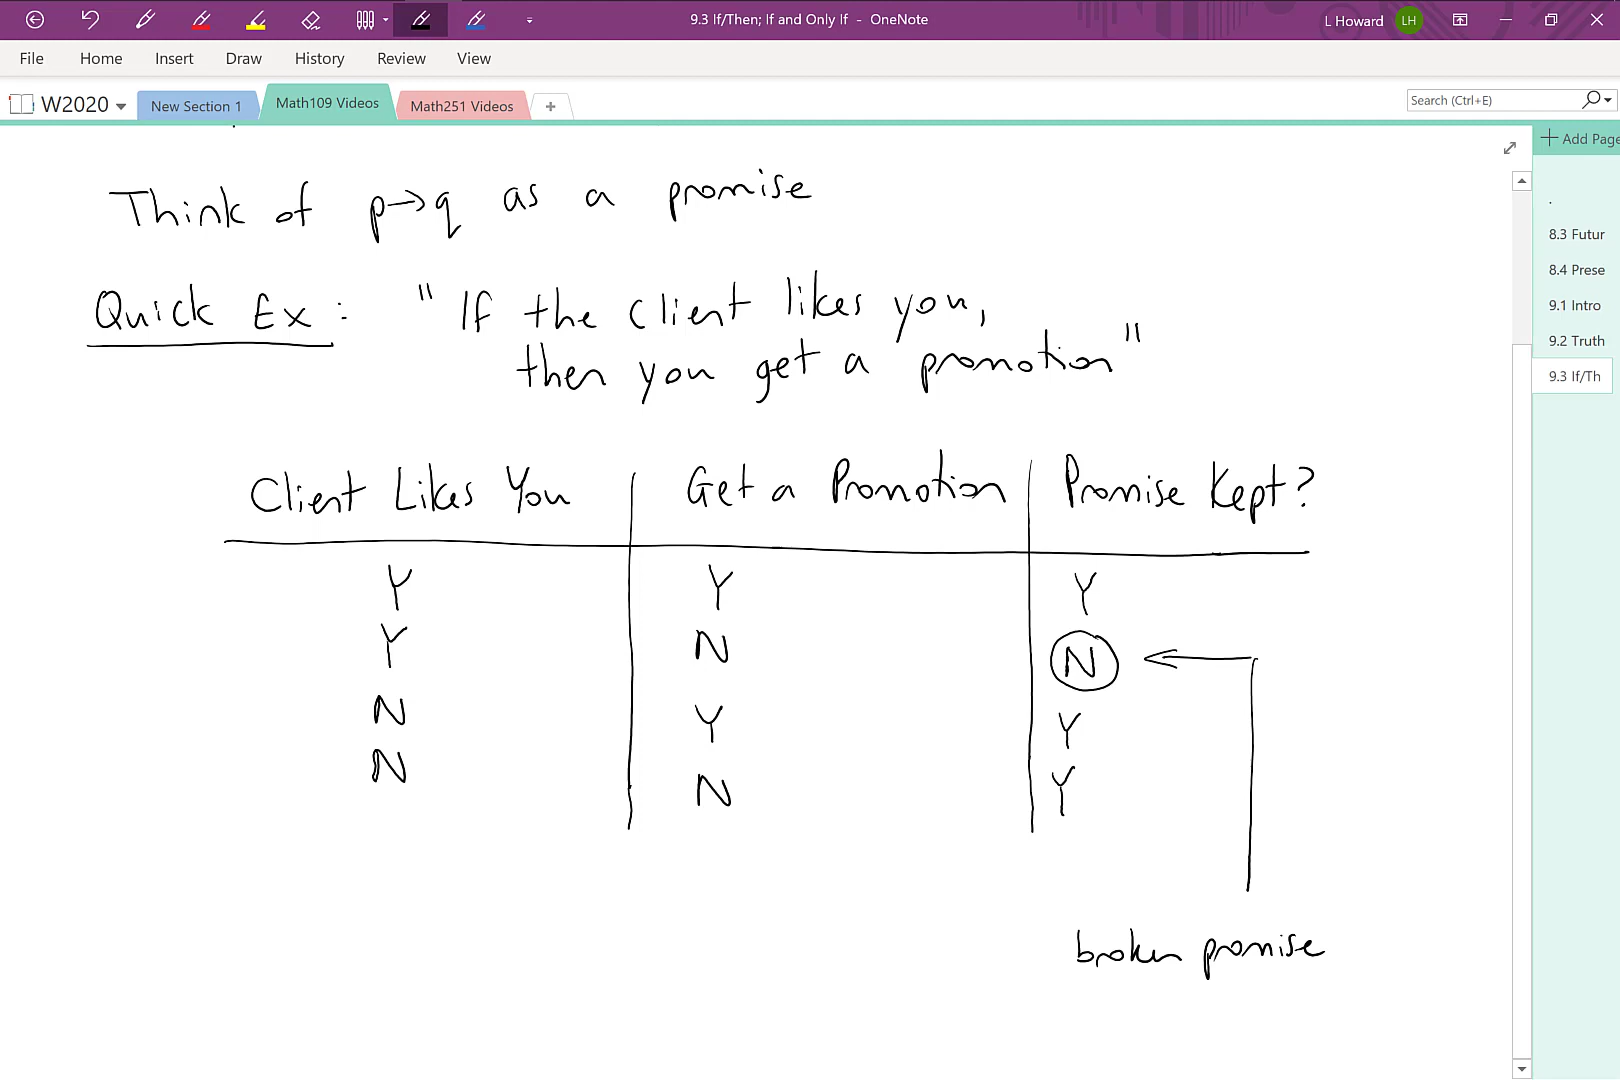 9.3 If/Then; If and Only If - OneNote
L Howard
LH
File Home Insert Draw History Review View
W2020 New Section 1 Math109 Videos Math251 Videos +
Search (Ctrl+E)
Add Page
8.3 Futur
8.4 Prese
9.1 Intro
9.2 Truth
9.3 If/Th
Think of p→q as a promise
Quick Ex: "If the client likes you,
then you get a promotion"
Client Likes You Get a Promotion Promise Kept?
Y Y Y
Y N N
N Y Y
N N Y
broken promise